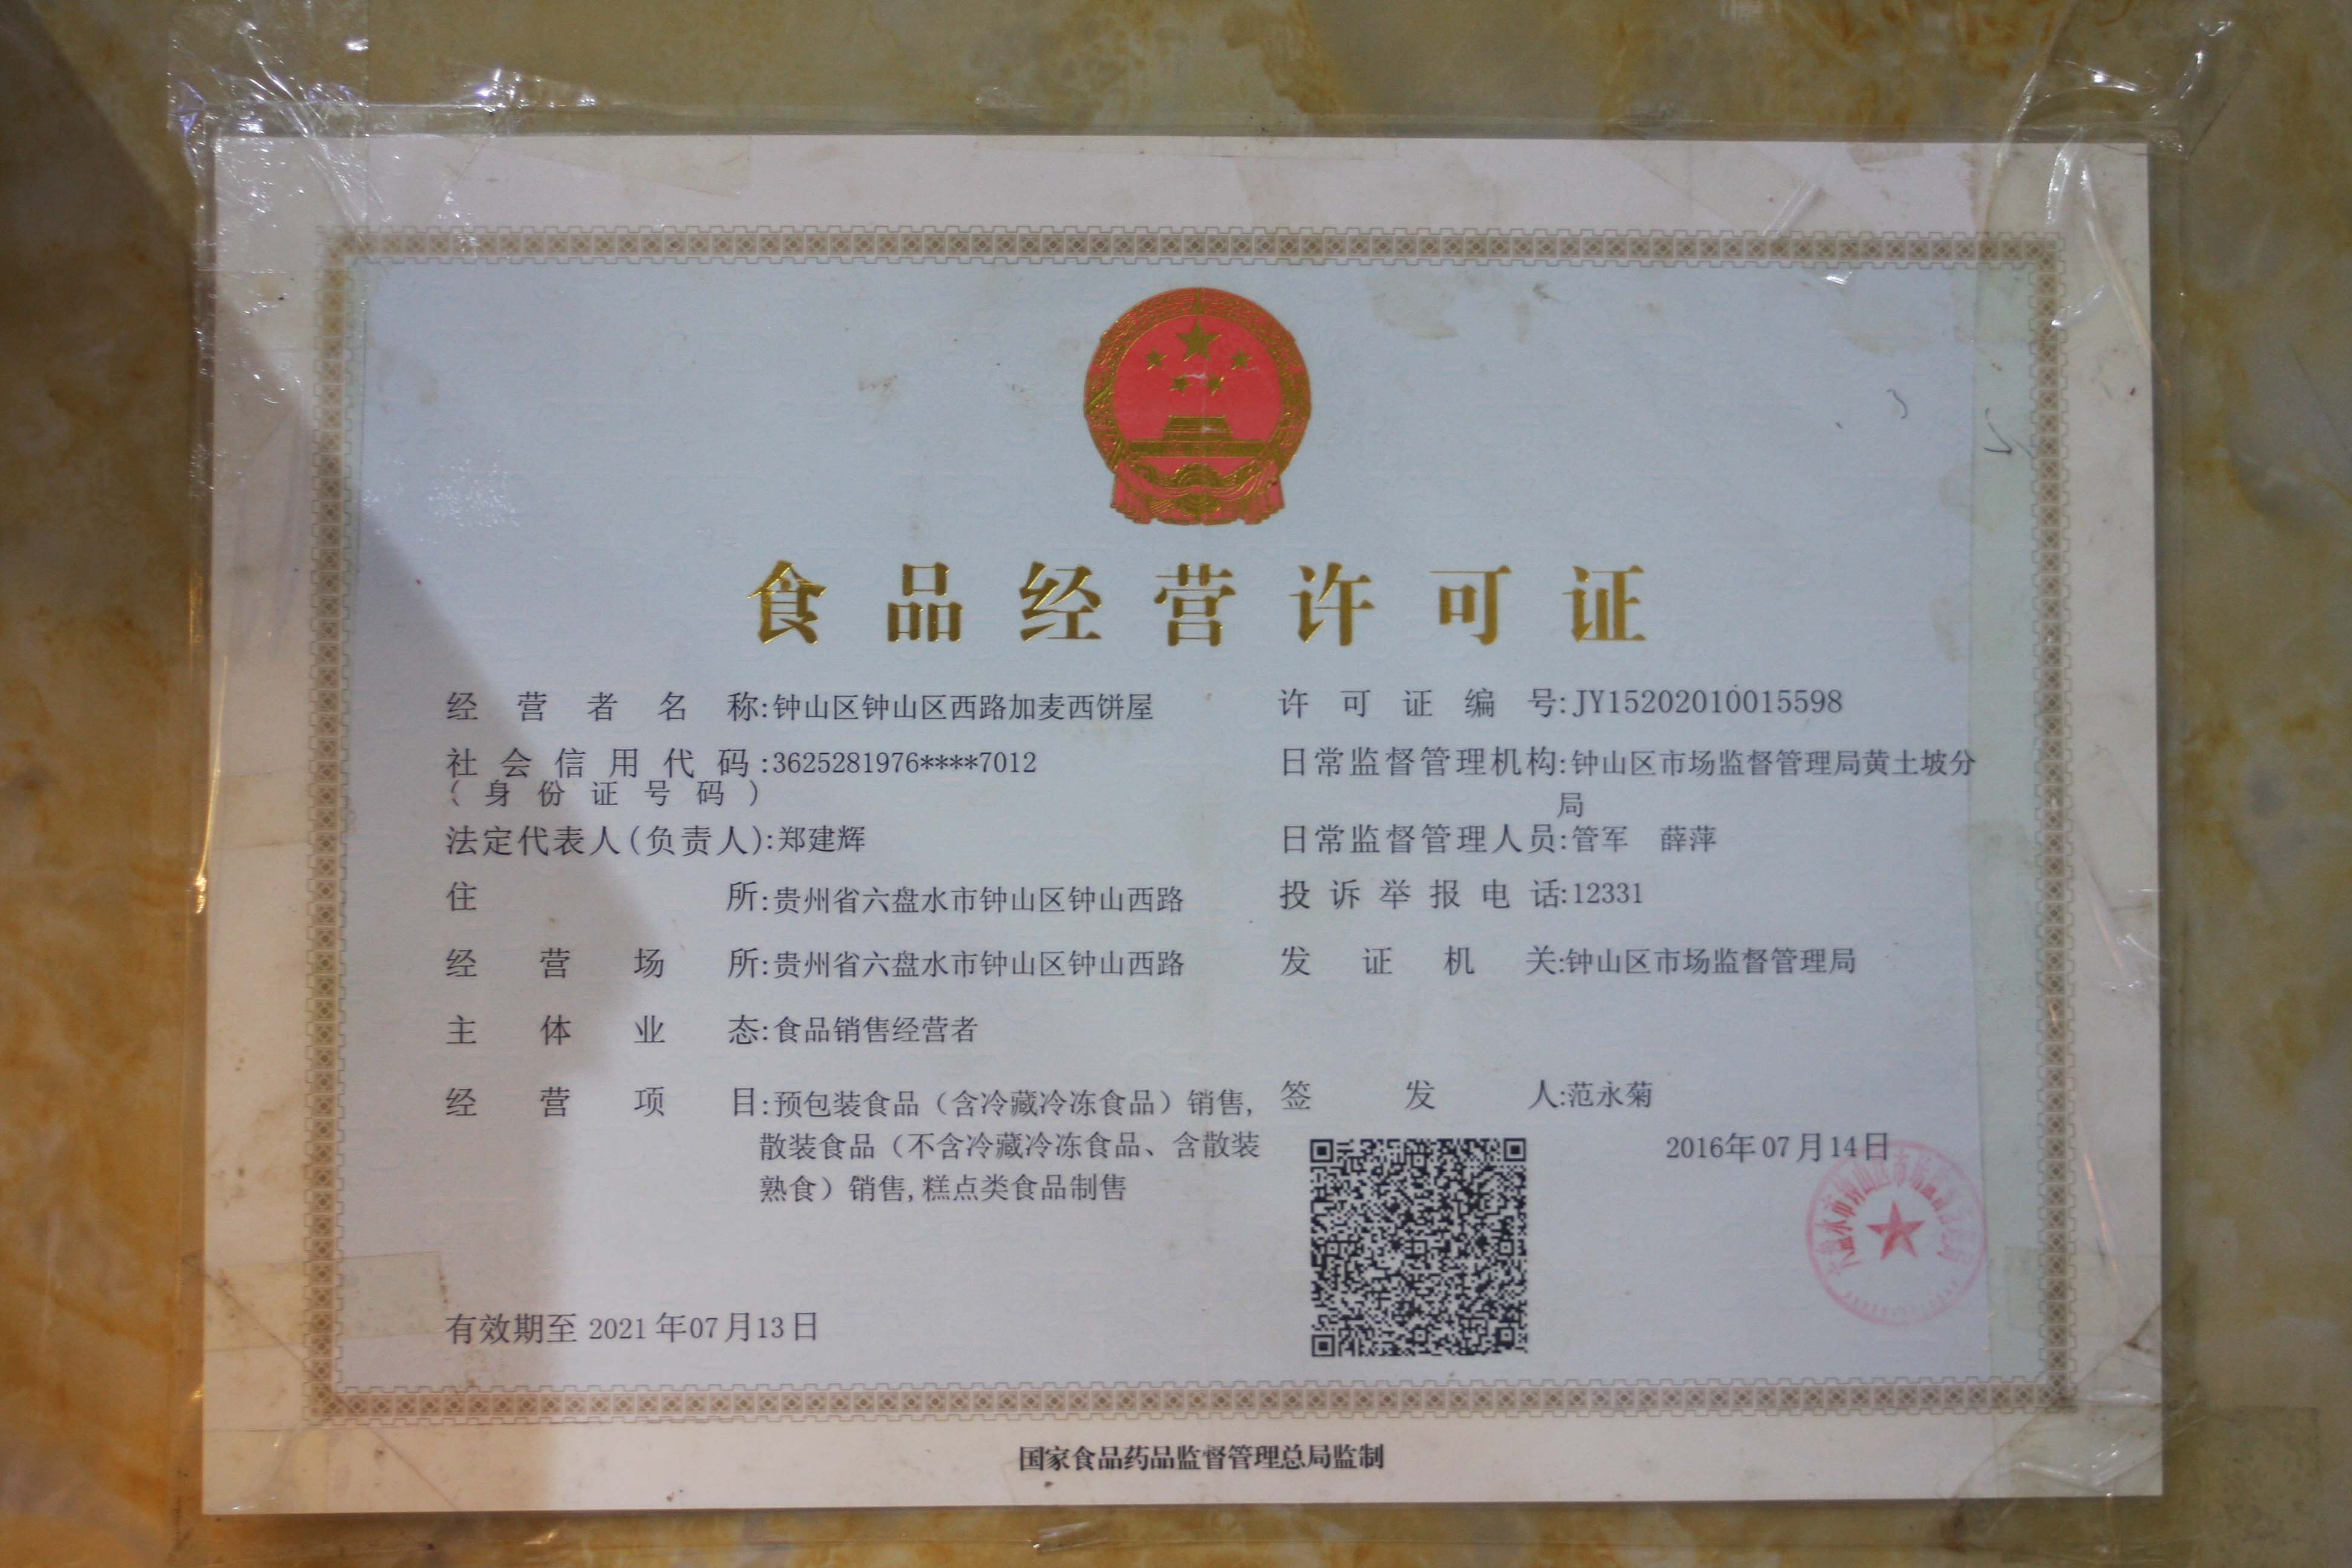 食品经营许可证
经营者名称:钟山区钟山区西路加麦西饼屋
社会信用代码:3625281976****7012
(身份证号码)
法定代表人(负责人):郑建辉
住所:贵州省六盘水市钟山区钟山西路
经营场所:贵州省六盘水市钟山区钟山西路
主体业态:食品销售经营者
经营项目:预包装食品（含冷藏冷冻食品）销售,
散装食品（不含冷藏冷冻食品、含散装
熟食）销售,糕点类食品制售
有效期至 2021年07月13日
许可证编号:JY15202010015598
日常监督管理机构:钟山区市场监督管理局黄土坡分
局
日常监督管理人员:管军 薛萍
投诉举报电话:12331
发证机关:钟山区市场监督管理局
签发人:范永菊
2016年07月14日
国家食品药品监督管理总局监制